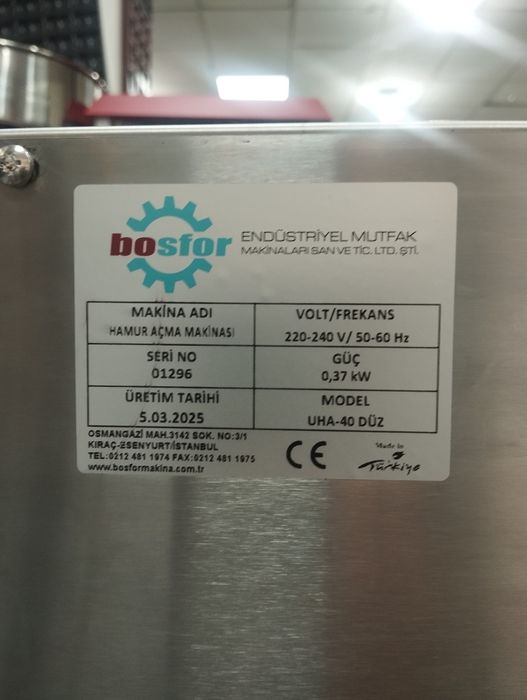 bosfor
ENDÜSTRİYEL MUTFAK
MAKİNALARI SAN VE TİC. LTD. ŞTİ.
MAKİNA ADI
HAMUR AÇMA MAKİNASI
VOLT/FREKANS
220-240 V/ 50-60 Hz
SERİ NO
01296
GÜÇ
0,37 kW
ÜRETİM TARİHİ
5.03.2025
MODEL
UHA-40 DÜZ
OSMANGAZİ MAH.3142 SOK. NO:3/1
KIRAÇ-ESENYURT/İSTANBUL
TEL:0212 481 1974 FAX:0212 481 1975
www.bosformakina.com.tr
CE
Made in
Türkiye